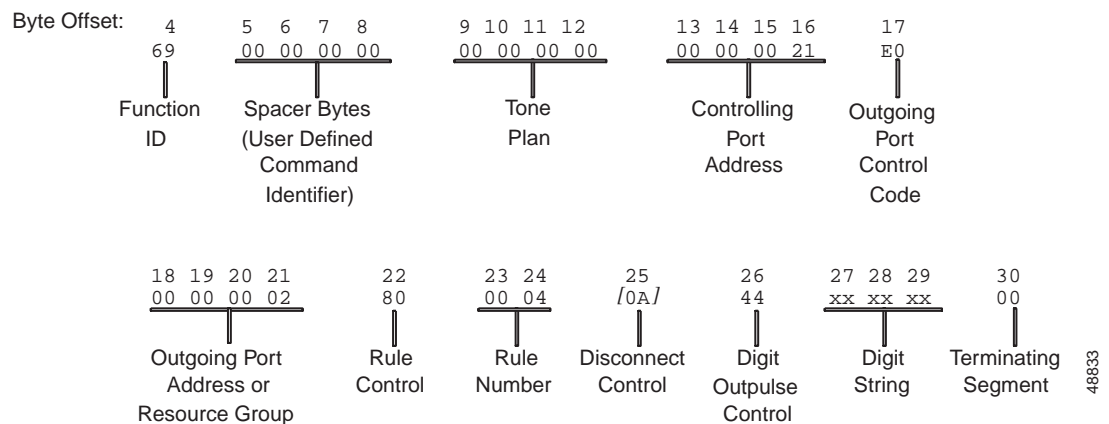 Byte Offset: 4 5 6 7 8 9 10 11 12 13 14 15 16 17
69 00 00 00 00 00 00 00 00 00 00 00 21 E0
Function Spacer Bytes Tone Controlling Outgoing
ID (User Defined Plan Port Port
Command Address Control
Identifier) Code
18 19 20 21 22 23 24 25 26 27 28 29 30
00 00 00 02 80 00 04 [0A] 44 xx xx xx 00
Outgoing Port Rule Rule Disconnect Digit Digit Terminating
Address or Control Number Control Outpulse String Segment
Resource Group Control
48833